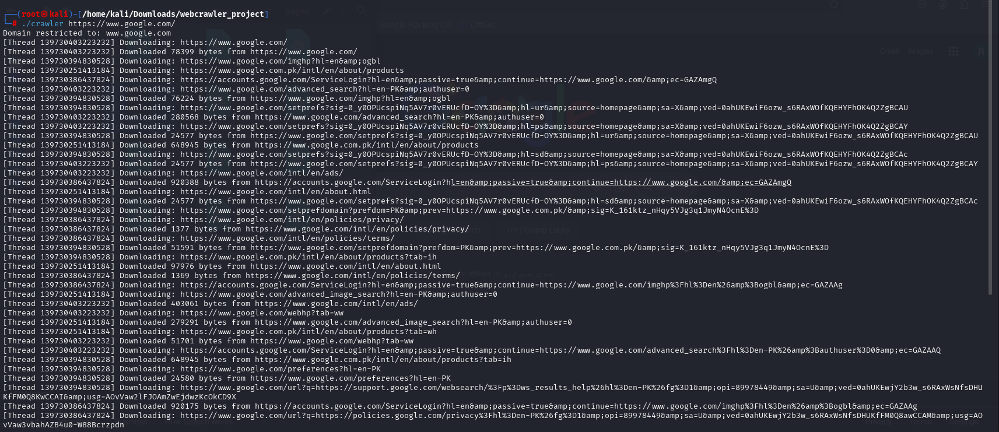 pages
Google Hacking DB OffSec
Gmail Images
┌──(root㉿kali)-[/home/kali/Downloads/webcrawler_project]
└─# ./crawler https://www.google.com/
Domain restricted to: www.google.com
[Thread 139730403223232] Downloading: https://www.google.com/
[Thread 139730403223232] Downloaded 78399 bytes from https://www.google.com/
[Thread 139730394830528] Downloading: https://www.google.com/imghp?hl=en&amp;ogbl
[Thread 139730251413184] Downloading: https://www.google.com.pk/intl/en/about/products
[Thread 139730386437824] Downloading: https://accounts.google.com/ServiceLogin?hl=en&amp;passive=true&amp;continue=https://www.google.com/&amp;ec=GAZAmgQ
[Thread 139730403223232] Downloading: https://www.google.com/advanced_search?hl=en-PK&amp;authuser=0
[Thread 139730394830528] Downloaded 76224 bytes from https://www.google.com/imghp?hl=en&amp;ogbl
[Thread 139730394830528] Downloading: https://www.google.com/setprefs?sig=0_y0OPUcspiNq5AV7r0vERUcfD-OY%3D&amp;hl=ur&amp;source=homepage&amp;sa=X&amp;ved=0ahUKEwiF6ozw_s6RAxWOfKQEHYFhOK4Q2ZgBCAU
[Thread 139730403223232] Downloaded 280568 bytes from https://www.google.com/advanced_search?hl=en-PK&amp;authuser=0
[Thread 139730403223232] Downloading: https://www.google.com/setprefs?sig=0_y0OPUcspiNq5AV7r0vERUcfD-OY%3D&amp;hl=ps&amp;source=homepage&amp;sa=X&amp;ved=0ahUKEwiF6ozw_s6RAxWOfKQEHYFhOK4Q2ZgBCAY
[Thread 139730394830528] Downloaded 24577 bytes from https://www.google.com/setprefs?sig=0_y0OPUcspiNq5AV7r0vERUcfD-OY%3D&amp;hl=ur&amp;source=homepage&amp;sa=X&amp;ved=0ahUKEwiF6ozw_s6RAxWOfKQEHYFhOK4Q2ZgBCAU
[Thread 139730251413184] Downloaded 648945 bytes from https://www.google.com.pk/intl/en/about/products
[Thread 139730394830528] Downloading: https://www.google.com/setprefs?sig=0_y0OPUcspiNq5AV7r0vERUcfD-OY%3D&amp;hl=sd&amp;source=homepage&amp;sa=X&amp;ved=0ahUKEwiF6ozw_s6RAxWOfKQEHYFhOK4Q2ZgBCAc
[Thread 139730403223232] Downloaded 24577 bytes from https://www.google.com/setprefs?sig=0_y0OPUcspiNq5AV7r0vERUcfD-OY%3D&amp;hl=ps&amp;source=homepage&amp;sa=X&amp;ved=0ahUKEwiF6ozw_s6RAxWOfKQEHYFhOK4Q2ZgBCAY
[Thread 139730403223232] Downloading: https://www.google.com/intl/en/ads/
[Thread 139730386437824] Downloaded 920388 bytes from https://accounts.google.com/ServiceLogin?hl=en&amp;passive=true&amp;continue=https://www.google.com/&amp;ec=GAZAmgQ
[Thread 139730251413184] Downloading: https://www.google.com/intl/en/about.html
[Thread 139730394830528] Downloaded 24577 bytes from https://www.google.com/setprefs?sig=0_y0OPUcspiNq5AV7r0vERUcfD-OY%3D&amp;hl=sd&amp;source=homepage&amp;sa=X&amp;ved=0ahUKEwiF6ozw_s6RAxWOfKQEHYFhOK4Q2ZgBCAc
[Thread 139730394830528] Downloading: https://www.google.com/setprefdomain?prefdom=PK&amp;prev=https://www.google.com.pk/&amp;sig=K_161ktz_nHqy5VJg3q1JmyN4OcnE%3D
[Thread 139730386437824] Downloading: https://www.google.com/intl/en/policies/privacy/
[Thread 139730386437824] Downloaded 1377 bytes from https://www.google.com/intl/en/policies/privacy/
[Thread 139730386437824] Downloading: https://www.google.com/intl/en/policies/terms/
[Thread 139730394830528] Downloaded 51591 bytes from https://www.google.com/setprefdomain?prefdom=PK&amp;prev=https://www.google.com.pk/&amp;sig=K_161ktz_nHqy5VJg3q1JmyN4OcnE%3D
[Thread 139730394830528] Downloading: https://www.google.com.pk/intl/en/about/products?tab=ih
[Thread 139730251413184] Downloaded 97976 bytes from https://www.google.com/intl/en/about.html
[Thread 139730386437824] Downloaded 1369 bytes from https://www.google.com/intl/en/policies/terms/
[Thread 139730386437824] Downloading: https://accounts.google.com/ServiceLogin?hl=en&amp;passive=true&amp;continue=https://www.google.com/imghp%3Fhl%3Den%26amp%3Bogbl&amp;ec=GAZAAg
[Thread 139730251413184] Downloading: https://www.google.com/advanced_image_search?hl=en-PK&amp;authuser=0
[Thread 139730403223232] Downloaded 403061 bytes from https://www.google.com/intl/en/ads/
[Thread 139730403223232] Downloading: https://www.google.com/webhp?tab=ww
[Thread 139730251413184] Downloaded 279291 bytes from https://www.google.com/advanced_image_search?hl=en-PK&amp;authuser=0
[Thread 139730251413184] Downloading: https://www.google.com.pk/intl/en/about/products?tab=wh
[Thread 139730403223232] Downloaded 51701 bytes from https://www.google.com/webhp?tab=ww
[Thread 139730403223232] Downloading: https://accounts.google.com/ServiceLogin?hl=en&amp;passive=true&amp;continue=https://www.google.com/advanced_search%3Fhl%3Den-PK%26amp%3Bauthuser%3D0&amp;ec=GAZAAQ
[Thread 139730394830528] Downloaded 648945 bytes from https://www.google.com.pk/intl/en/about/products?tab=ih
[Thread 139730394830528] Downloading: https://www.google.com/preferences?hl=en-PK
[Thread 139730394830528] Downloaded 24580 bytes from https://www.google.com/preferences?hl=en-PK
[Thread 139730394830528] Downloading: https://www.google.com/url?q=https://support.google.com/websearch/%3Fp%3Dws_results_help%26hl%3Den-PK%26fg%3D1&amp;opi=89978449&amp;sa=U&amp;ved=0ahUKEwjY2b3w_s6RAxWsNfsDHU
KfFM0Q8KwCCAI&amp;usg=AOvVaw2lFJOAmZwEjdwzKcOkCD9X
[Thread 139730386437824] Downloaded 920175 bytes from https://accounts.google.com/ServiceLogin?hl=en&amp;passive=true&amp;continue=https://www.google.com/imghp%3Fhl%3Den%26amp%3Bogbl&amp;ec=GAZAAg
[Thread 139730386437824] Downloading: https://www.google.com/url?q=https://policies.google.com/privacy%3Fhl%3Den-PK%26fg%3D1&amp;opi=89978449&amp;sa=U&amp;ved=0ahUKEwjY2b3w_s6RAxWsNfsDHUKfFM0Q8awCCAM&amp;usg=AO
vVaw3vbahAZB4u0-W88Bcrzpdn